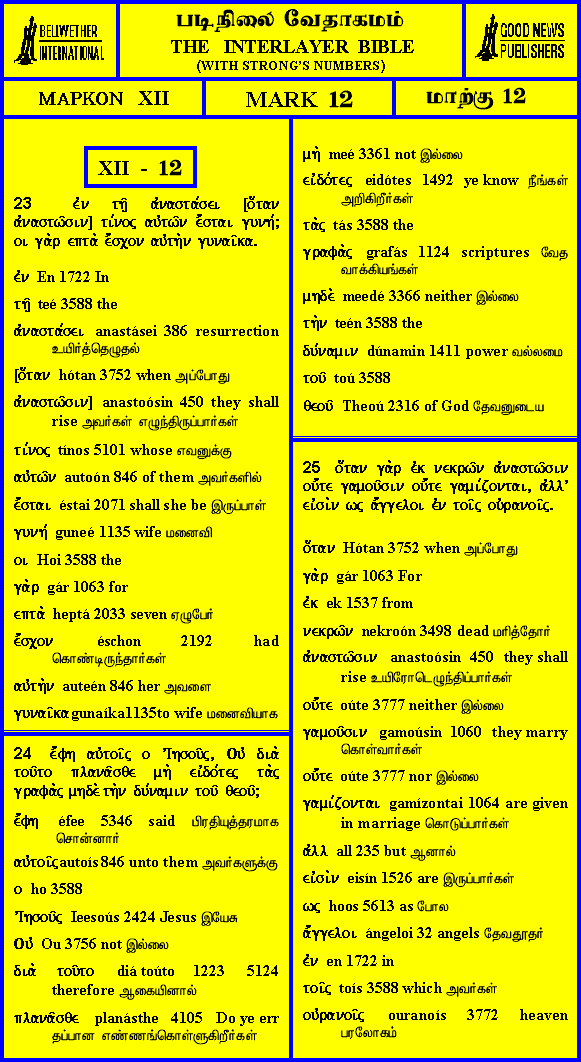 BELLWETHER
INTERNATIONAL
படிநிலை வேதாகமம்
THE INTERLAYER BIBLE
(WITH STRONG'S NUMBERS)
GOOD NEWS
PUBLISHERS
ΜΑΡΚΟΝ XII
MARK 12
மாற்கு 12
XII - 12
23 ἐν τῇ ἀναστάσει [ὅταν
ἀναστῶσιν] τίνος αὐτῶν ἔσται γυνή;
οι γὰρ επτὰ ἔσχον αὐτὴν γυναῖκα.
ἐν En 1722 In
τῇ teé 3588 the
ἀναστάσει anastásei 386 resurrection
உயிர்த்தெழுதல்
[ὅταν hótan 3752 when அப்போது
ἀναστῶσιν] anastoósin 450 they shall
rise அவர்கள் எழுந்திருப்பார்கள்
τίνος tínos 5101 whose எவனுக்கு
αὐτῶν autoón 846 of them அவர்களில்
ἔσται éstai 2071 shall she be இருப்பாள்
γυνή guneé 1135 wife மனைவி
οι Hoi 3588 the
γὰρ gár 1063 for
επτὰ heptá 2033 seven ஏழுபேர்
ἔσχον éschon 2192 had
கொண்டிருந்தார்கள்
αὐτὴν auteén 846 her அவளை
γυναῖκα gunaíka1135to wife மனைவியாக
24 ἔφη αὐτοῖς ο Ἰησοῦς, Οὐ διὰ
τοῦτο πλανᾶσθε μὴ εἰδότες τὰς
γραφὰς μηδὲ τὴν δύναμιν τοῦ θεοῦ;
ἔφη éfee 5346 said பிரதியுத்தரமாக
சொன்னார்
αὐτοῖς autoís 846 unto them அவர்களுக்கு
ο ho 3588
Ἰησοῦς Ieesoús 2424 Jesus இயேசு
Οὐ Ou 3756 not இல்லை
διὰ τοῦτο diá toúto 1223 5124
therefore ஆகையினால்
πλανᾶσθε planásthe 4105 Do ye err
தப்பான எண்ணங்கொள்ளுகிறீர்கள்
μὴ meé 3361 not இல்லை
εἰδότες eidótes 1492 ye know நீங்கள்
அறிகிறீர்கள்
τὰς tás 3588 the
γραφὰς grafás 1124 scriptures வேத
வாக்கியங்கள்
μηδὲ meedé 3366 neither இல்லை
τὴν teén 3588 the
δύναμιν dúnamin 1411 power வல்லமை
τοῦ toú 3588
θεοῦ Theoú 2316 of God தேவனுடைய
25 ὅταν γὰρ ἐκ νεκρῶν ἀναστῶσιν
οὔτε γαμοῦσιν οὔτε γαμίζονται, ἀλλ'
εἰσὶν ως ἄγγελοι ἐν τοῖς οὐρανοῖς.
ὅταν Hótan 3752 when அப்போது
γὰρ gár 1063 For
ἐκ ek 1537 from
νεκρῶν nekroón 3498 dead மரித்தோர்
ἀναστῶσιν anastoósin 450 they shall
rise உயிரோடெழுந்திப்பார்கள்
οὔτε oúte 3777 neither இல்லை
γαμοῦσιν gamoúsin 1060 they marry
கொள்வார்கள்
οὔτε oúte 3777 nor இல்லை
γαμίζονται gamízontai 1064 are given
in marriage கொடுப்பார்கள்
ἀλλ all 235 but ஆனால்
εἰσὶν eisín 1526 are இருப்பார்கள்
ως hoos 5613 as போல
ἄγγελοι ángeloi 32 angels தேவதூதர்
ἐν en 1722 in
τοῖς toís 3588 which அவர்கள்
οὐρανοῖς ouranoís 3772 heaven
பரலோகம்